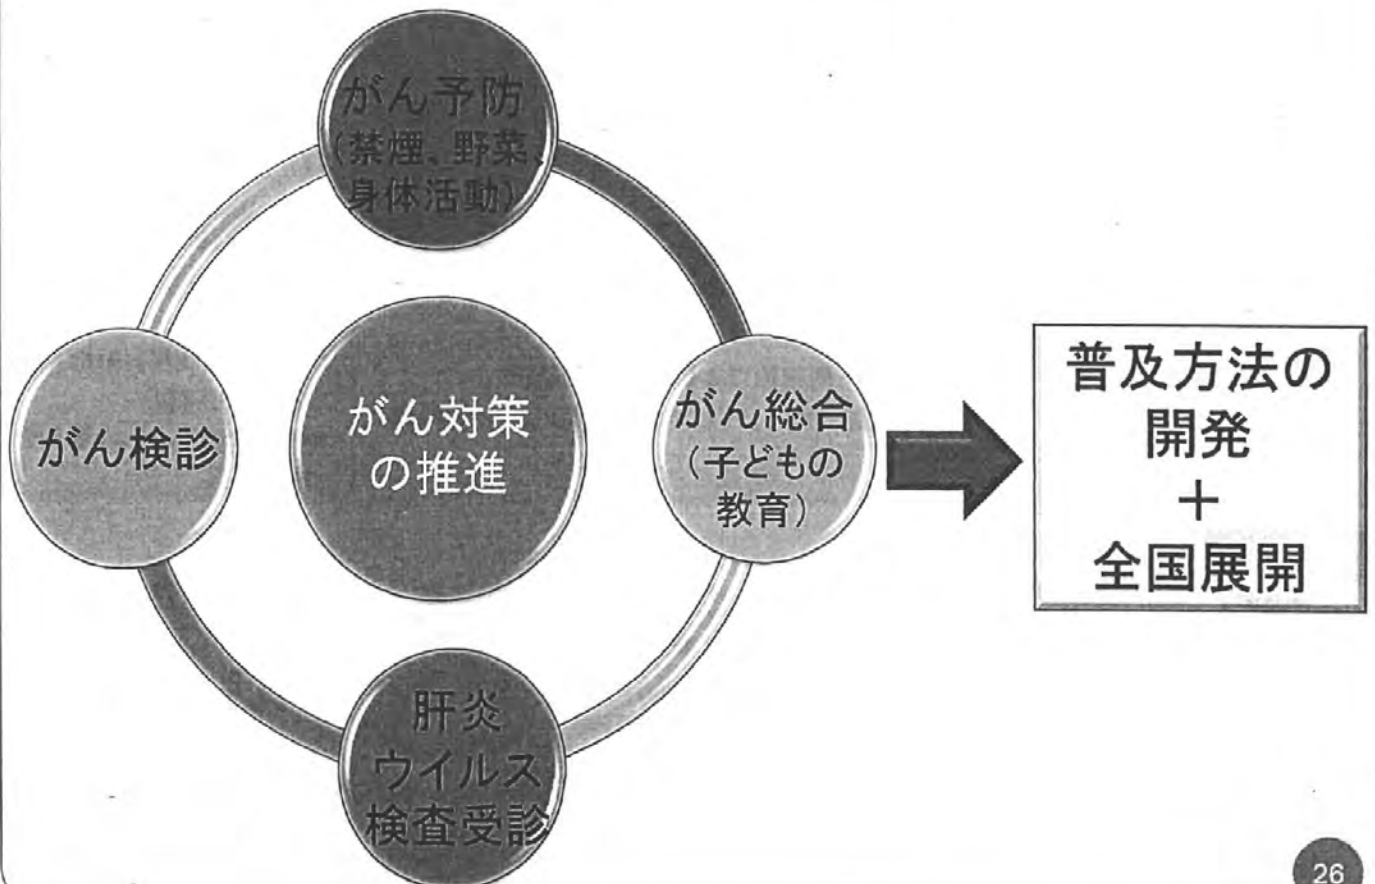 がん予防
（禁煙、野菜、
身体活動）
がん検診
がん対策
の推進
がん総合
（子どもの
教育）
肝炎
ウイルス
検査受診
普及方法の
開発
＋
全国展開
26